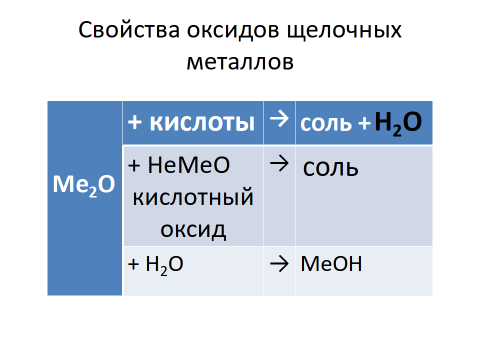 Свойства оксидов щелочных
металлов
Me₂O
+ кислоты → соль + H₂O
+ НеМеО → соль
кислотный
оксид
+ H₂O → MeOH